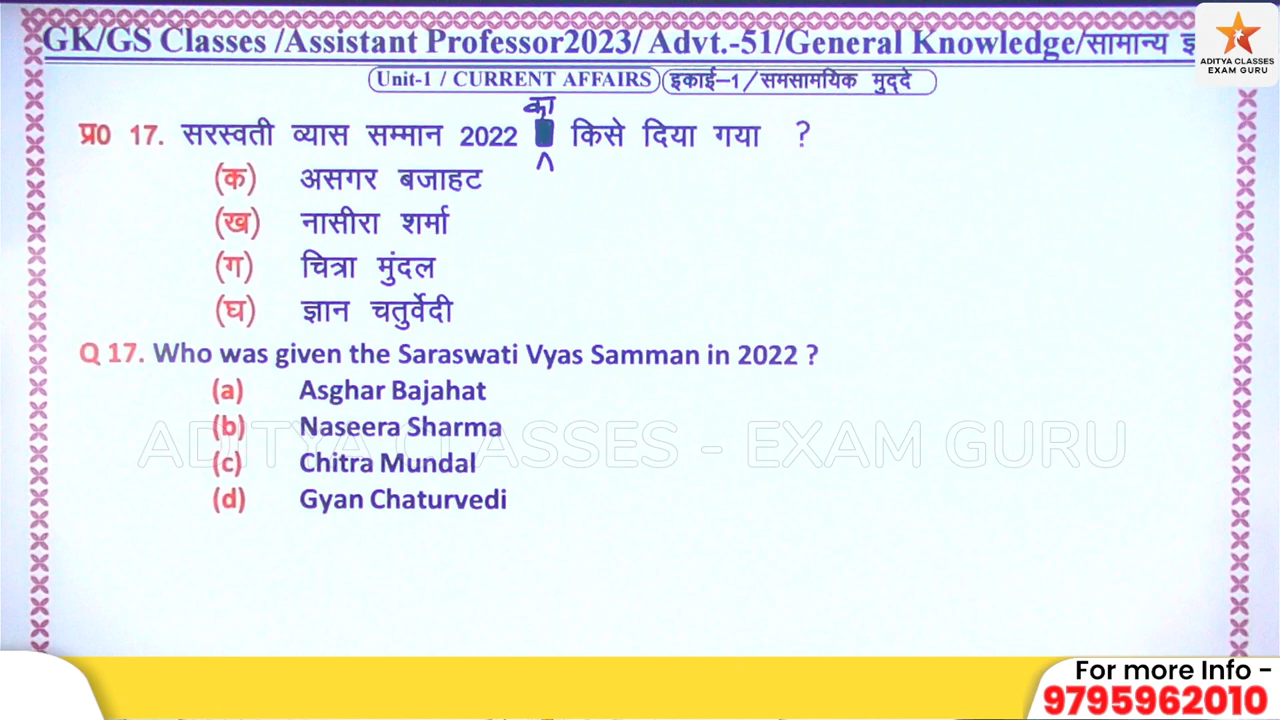 GK/GS Classes /Assistant Professor2023/ Advt.-51/General Knowledge/सामान्य ज्ञ
ADITYA CLASSES
EXAM GURU
Unit-1 / CURRENT AFFAIRS इकाई–1/समसामयिक मुद्दे
का
प्र0 17. सरस्वती व्यास सम्मान 2022 किसे दिया गया ?
(क) असगर बजाहट
(ख) नासीरा शर्मा
(ग) चित्रा मुंदल
(घ) ज्ञान चतुर्वेदी
Q 17. Who was given the Saraswati Vyas Samman in 2022 ?
(a) Asghar Bajahat
(b) Naseera Sharma
ADITYA CLASSES - EXAM GURU
(c) Chitra Mundal
(d) Gyan Chaturvedi
For more Info -
9795962010